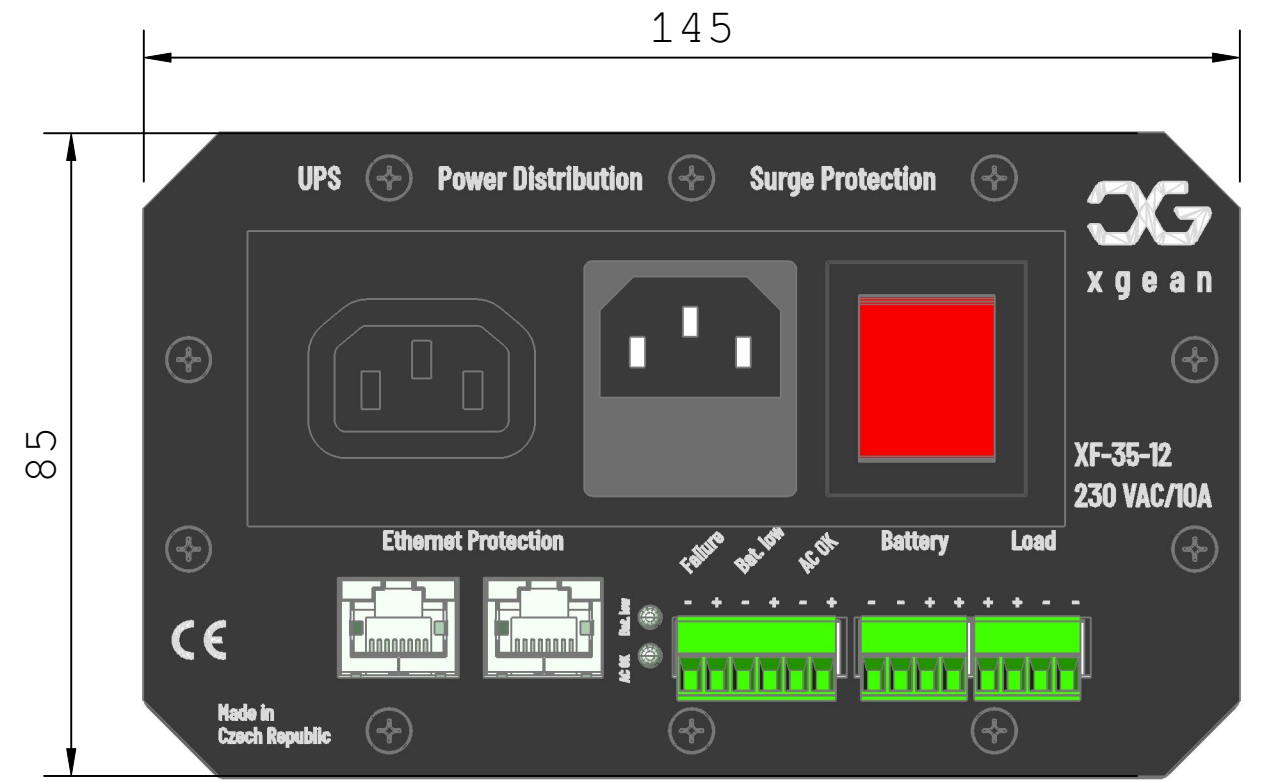 145
UPS Power Distribution Surge Protection
XG
xgean
85
XF-35-12
230 VAC/10A
Ethernet Protection Failure Bat. low AC OK Battery Load
- + - + - + - - + + + + - -
Bat. low
AC OK
CE
Made in
Czech Republic